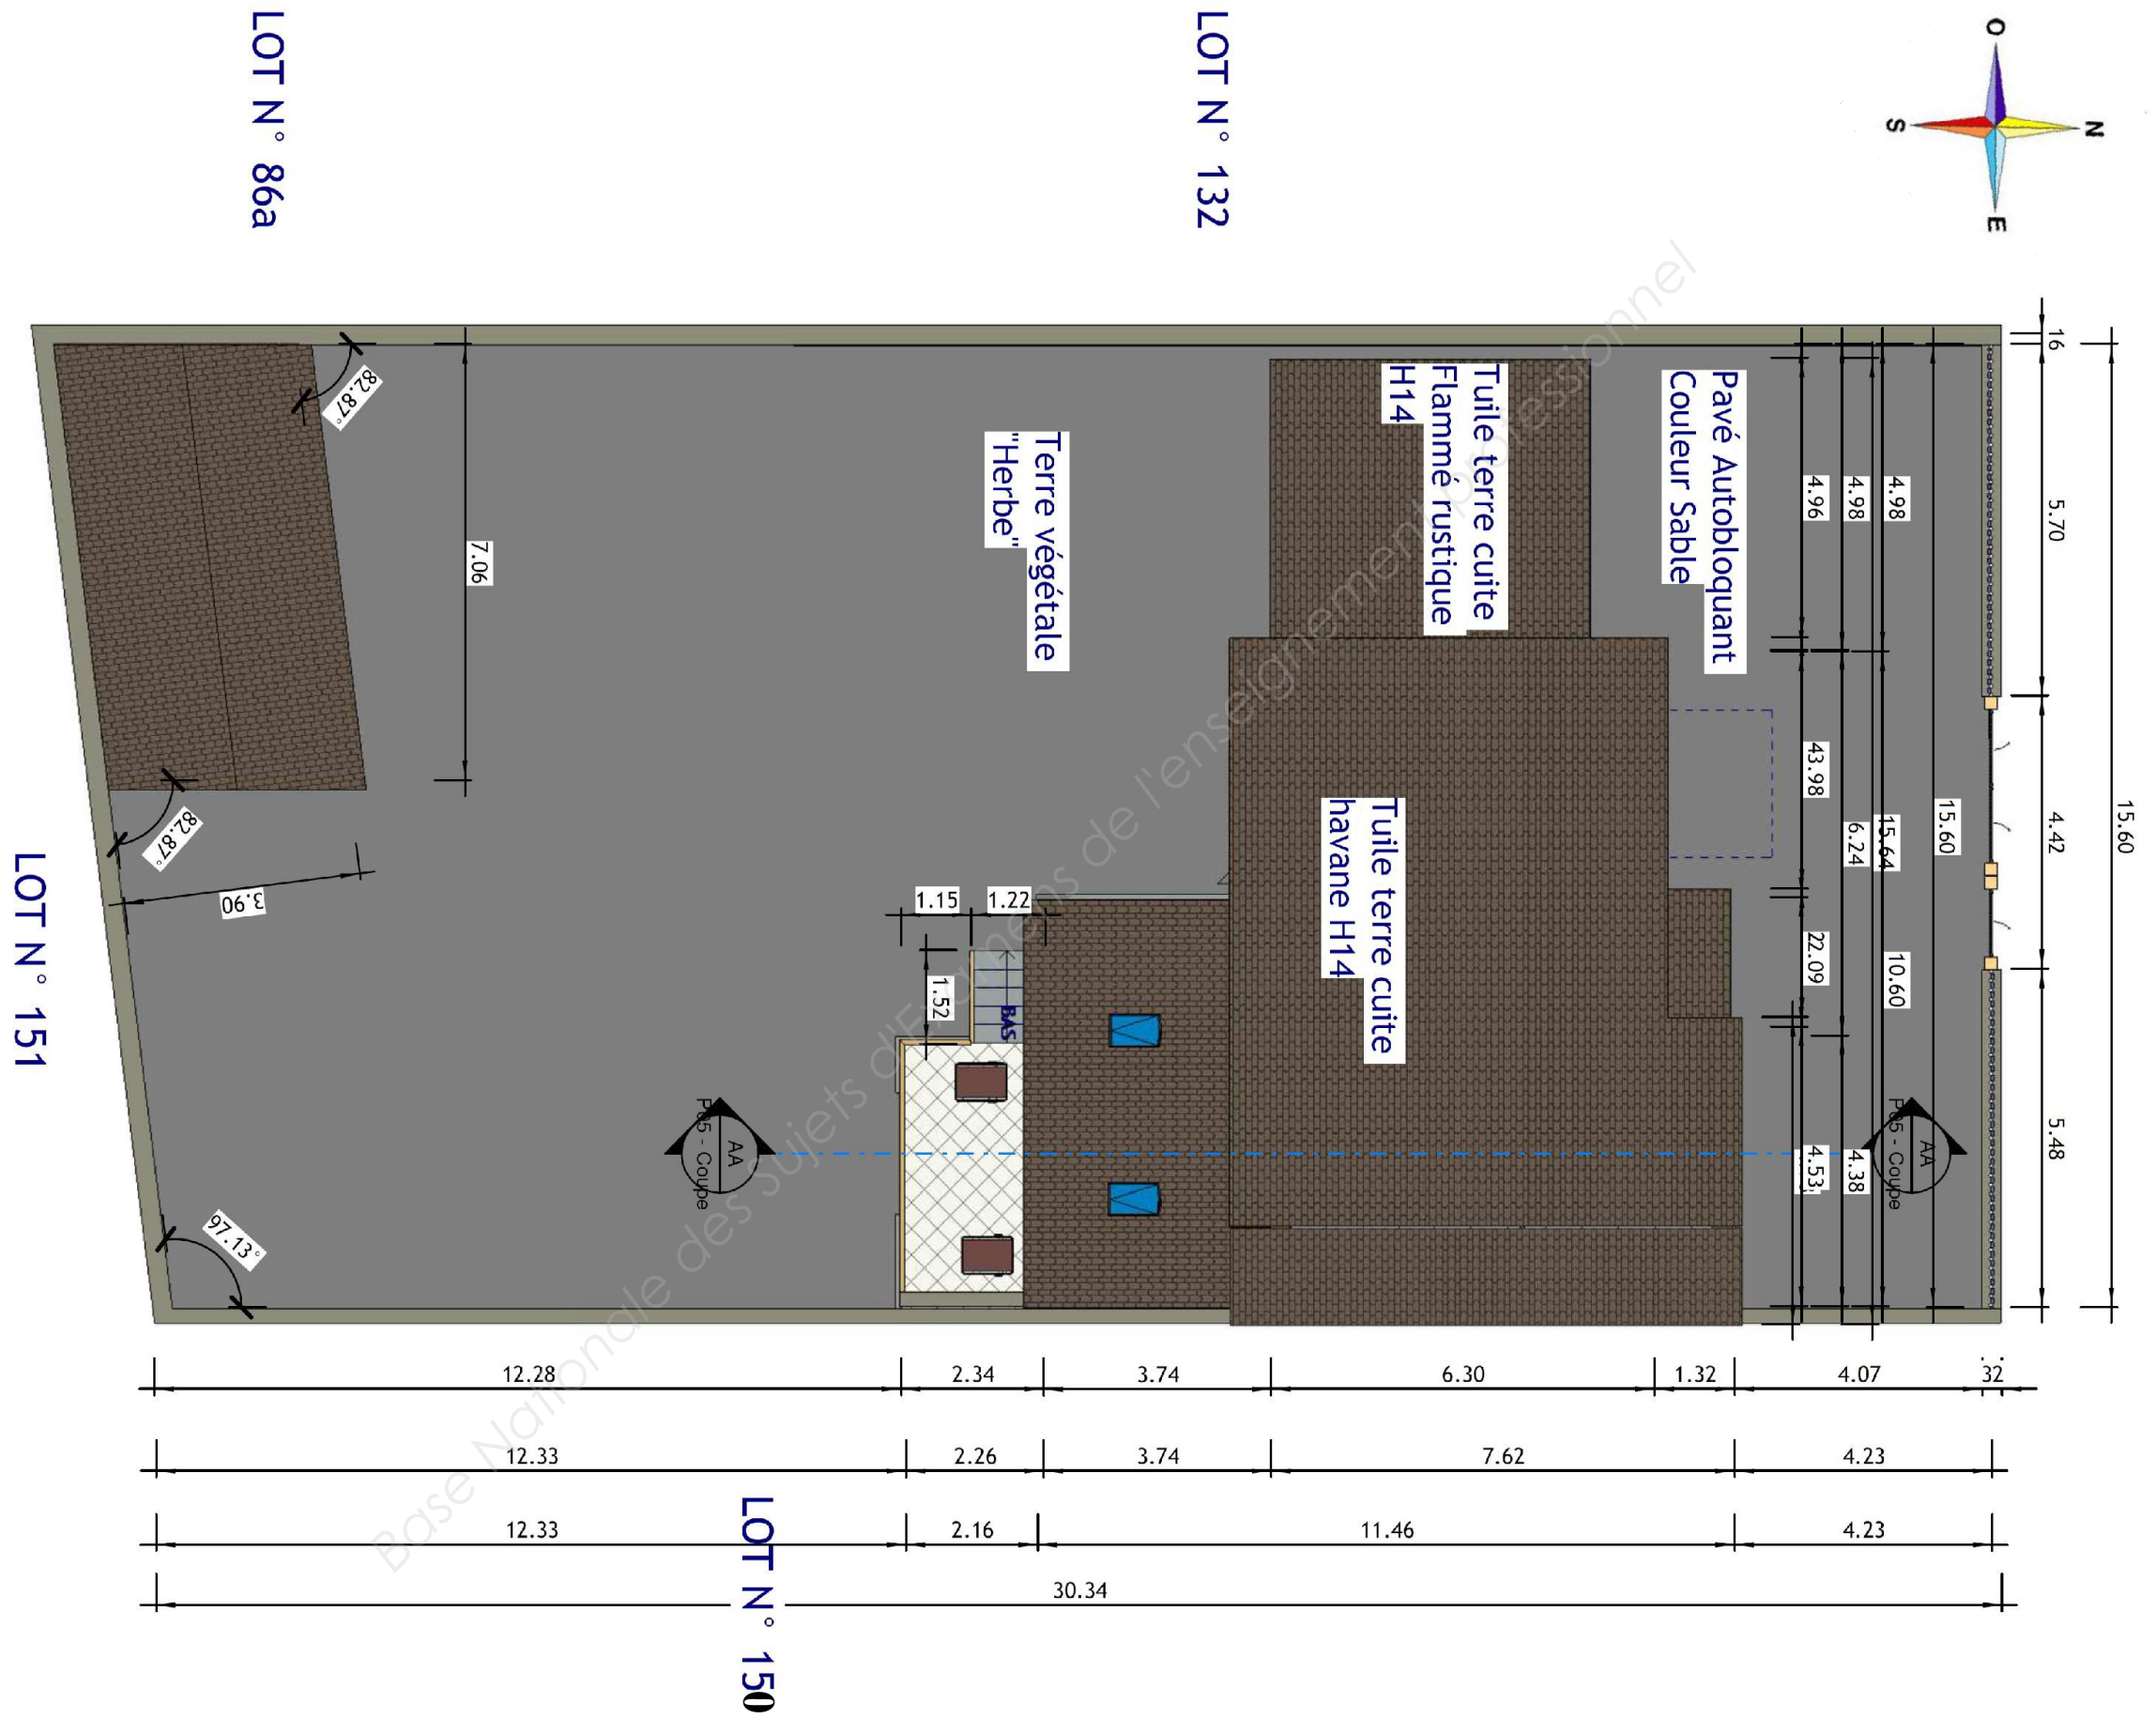 LOT N° 86a
LOT N° 132
O
N
S
E
16
5.70
4.42
5.48
15.60
15.60
4.98
15.64
10.60
4.98
6.24
4.38
4.96
43.98
22.09
4.53
Pavé Autobloquant
Couleur Sable
Tuile terre cuite
Flammé rustique
H14
Terre végétale
"Herbe"
Tuile terre cuite
havane H14
82.87°
7.06
82.87°
3.90
97.13°
1.15
1.22
1.52
BAS
AA
P05 - Coupe
AA
P05 - Coupe
LOT N° 151
12.28
2.34
3.74
6.30
1.32
4.07
32
12.33
2.26
3.74
7.62
4.23
12.33
2.16
11.46
4.23
30.34
LOT N° 150
Base Nationale des Sujets d'Examens de l'enseignement professionnel